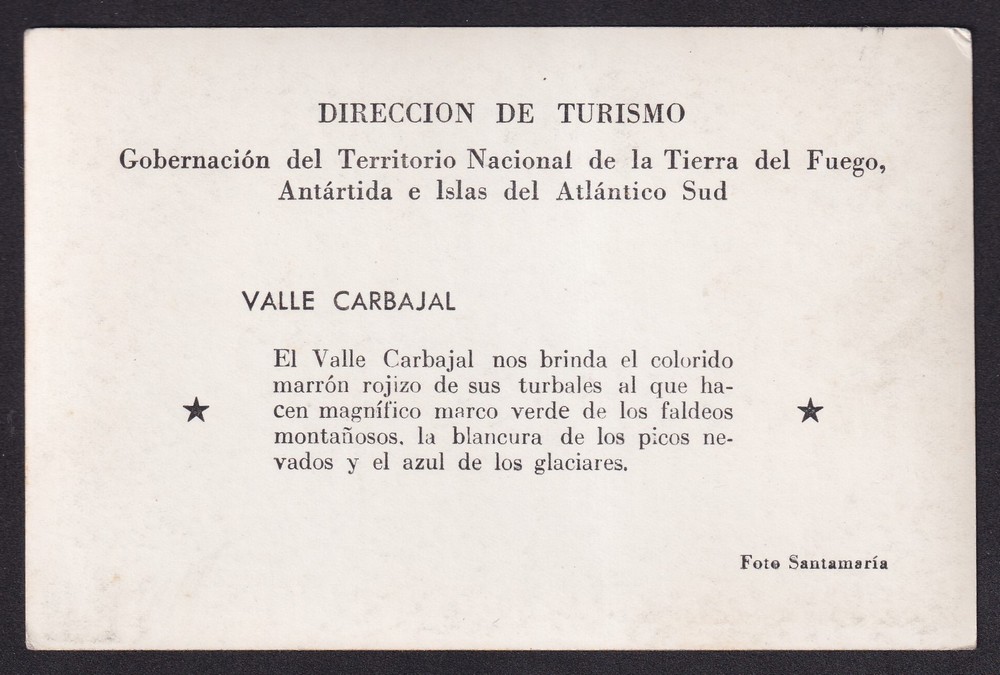 DIRECCION DE TURISMO
Gobernación del Territorio Nacional de la Tierra del Fuego,
Antártida e Islas del Atlántico Sud
VALLE CARBAJAL
El Valle Carbajal nos brinda el colorido
marrón rojizo de sus turbales al que ha-
cen magnífico marco verde de los faldeos
montañosos, la blancura de los picos ne-
vados y el azul de los glaciares.
Foto Santamaría